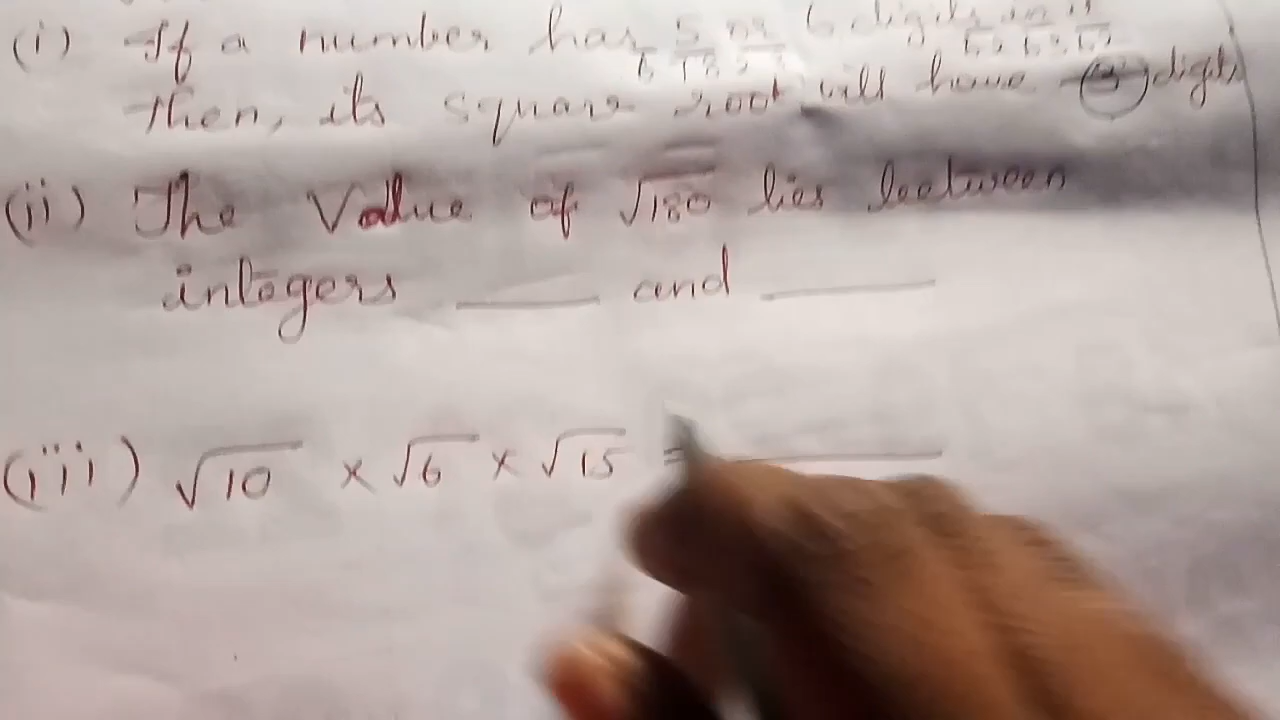 (i) If a number has 5 or 6 digits in it
then, its square root will have 3 digits
(ii) The Value of √180 lies between
integers ____ and ____
(iii) √10 × √6 × √15 = ____